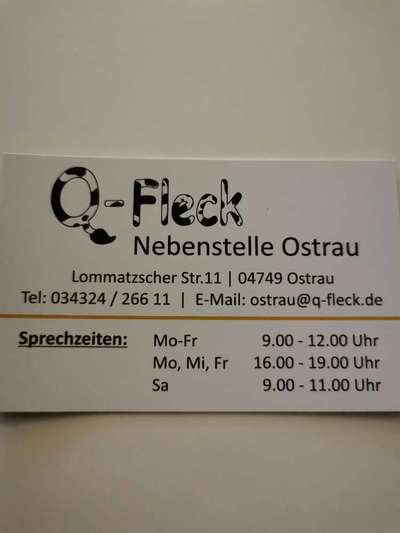 Q-Fleck
Nebenstelle Ostrau
Lommatzscher Str.11 | 04749 Ostrau
Tel: 034324 / 266 11 | E-Mail: ostrau@q-fleck.de
Sprechzeiten: Mo-Fr 9.00 - 12.00 Uhr
Mo, Mi, Fr 16.00 - 19.00 Uhr
Sa 9.00 - 11.00 Uhr